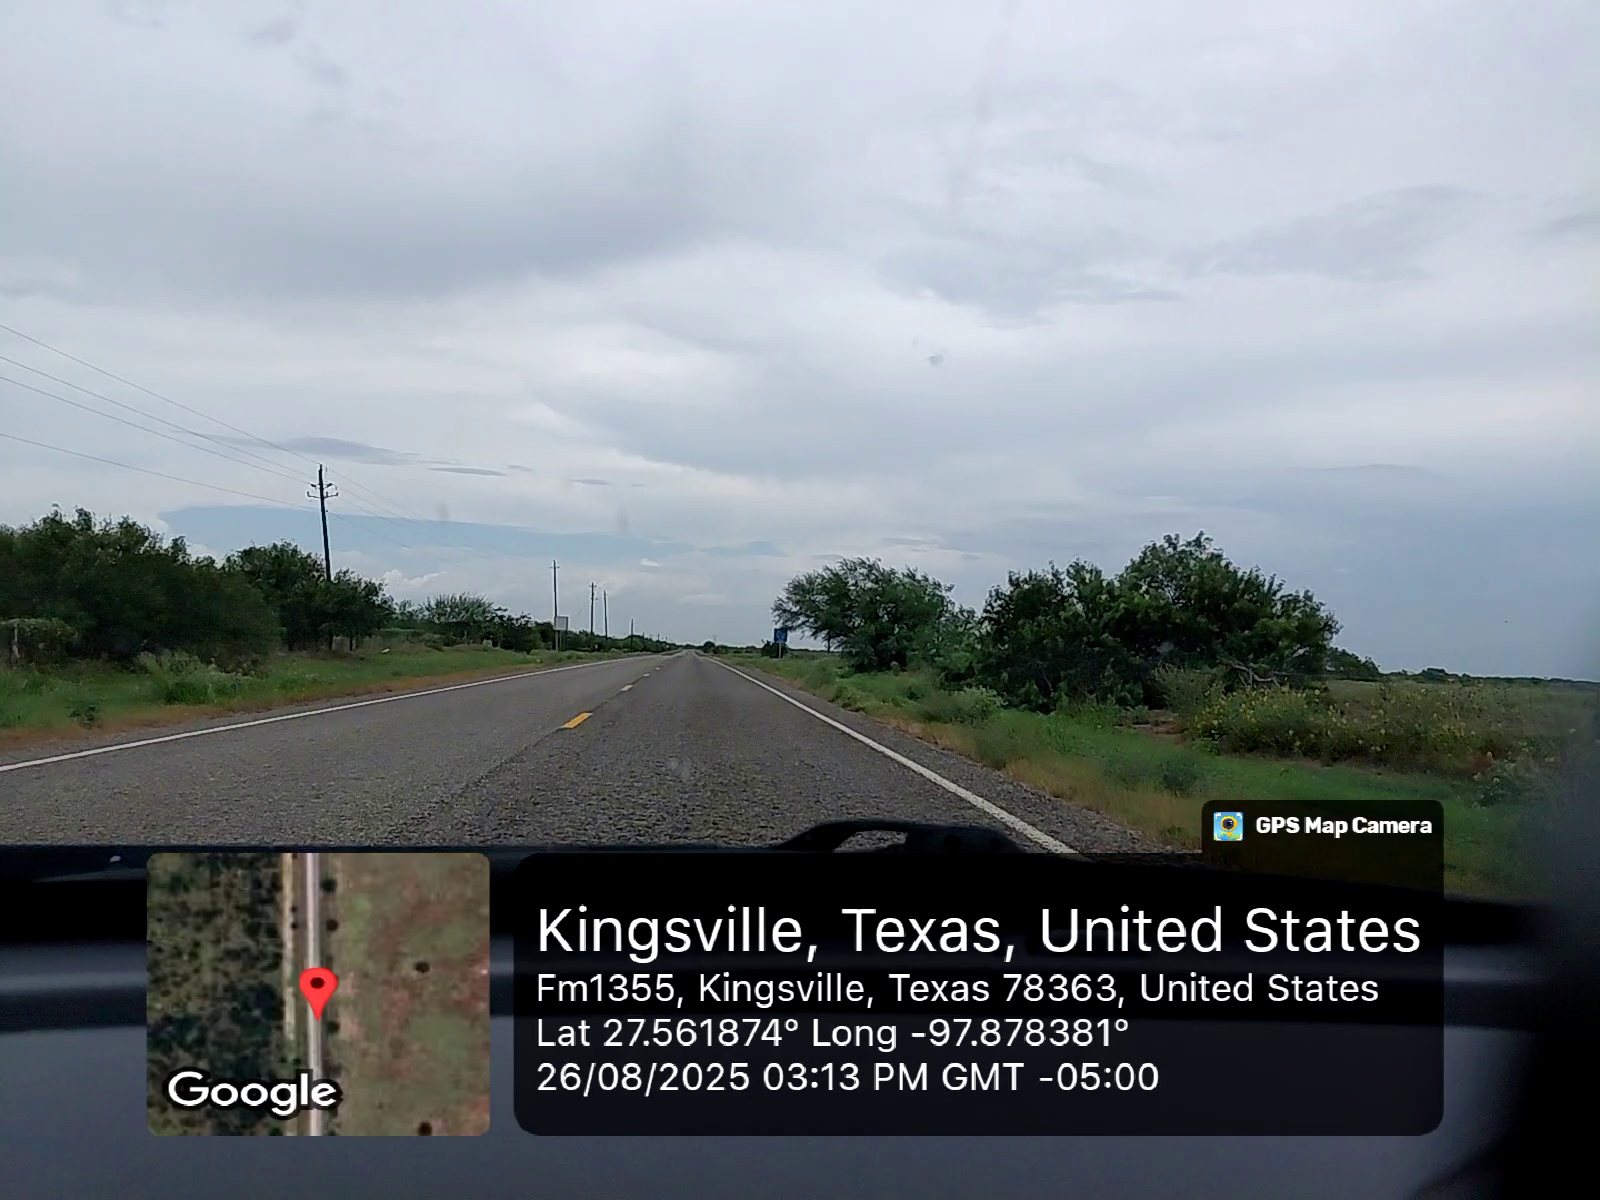 GPS Map Camera
Kingsville, Texas, United States
Fm1355, Kingsville, Texas 78363, United States
Lat 27.561874° Long -97.878381°
26/08/2025 03:13 PM GMT -05:00
Google